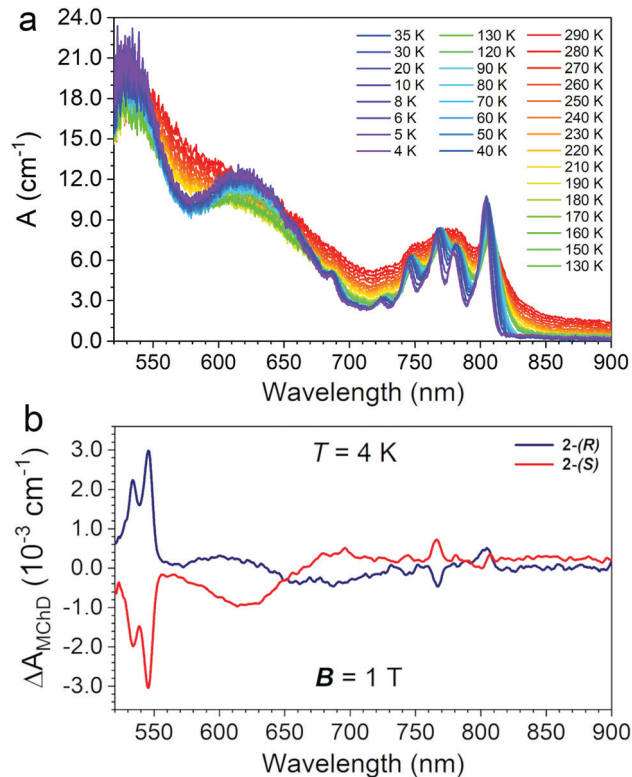 a
24.0
21.0
18.0
15.0
12.0
9.0
6.0
3.0
0.0
A (cm⁻¹)
35 K 130 K 290 K
30 K 120 K 280 K
20 K 90 K 270 K
10 K 80 K 260 K
8 K 70 K 250 K
6 K 60 K 240 K
5 K 50 K 230 K
4 K 40 K 220 K
210 K
190 K
180 K
170 K
160 K
150 K
130 K
550 600 650 700 750 800 850 900
Wavelength (nm)
b
T = 4 K
2-(R)
2-(S)
3.0
2.0
1.0
0.0
-1.0
-2.0
-3.0
ΔA_MChD (10⁻³ cm⁻¹)
B = 1 T
550 600 650 700 750 800 850 900
Wavelength (nm)